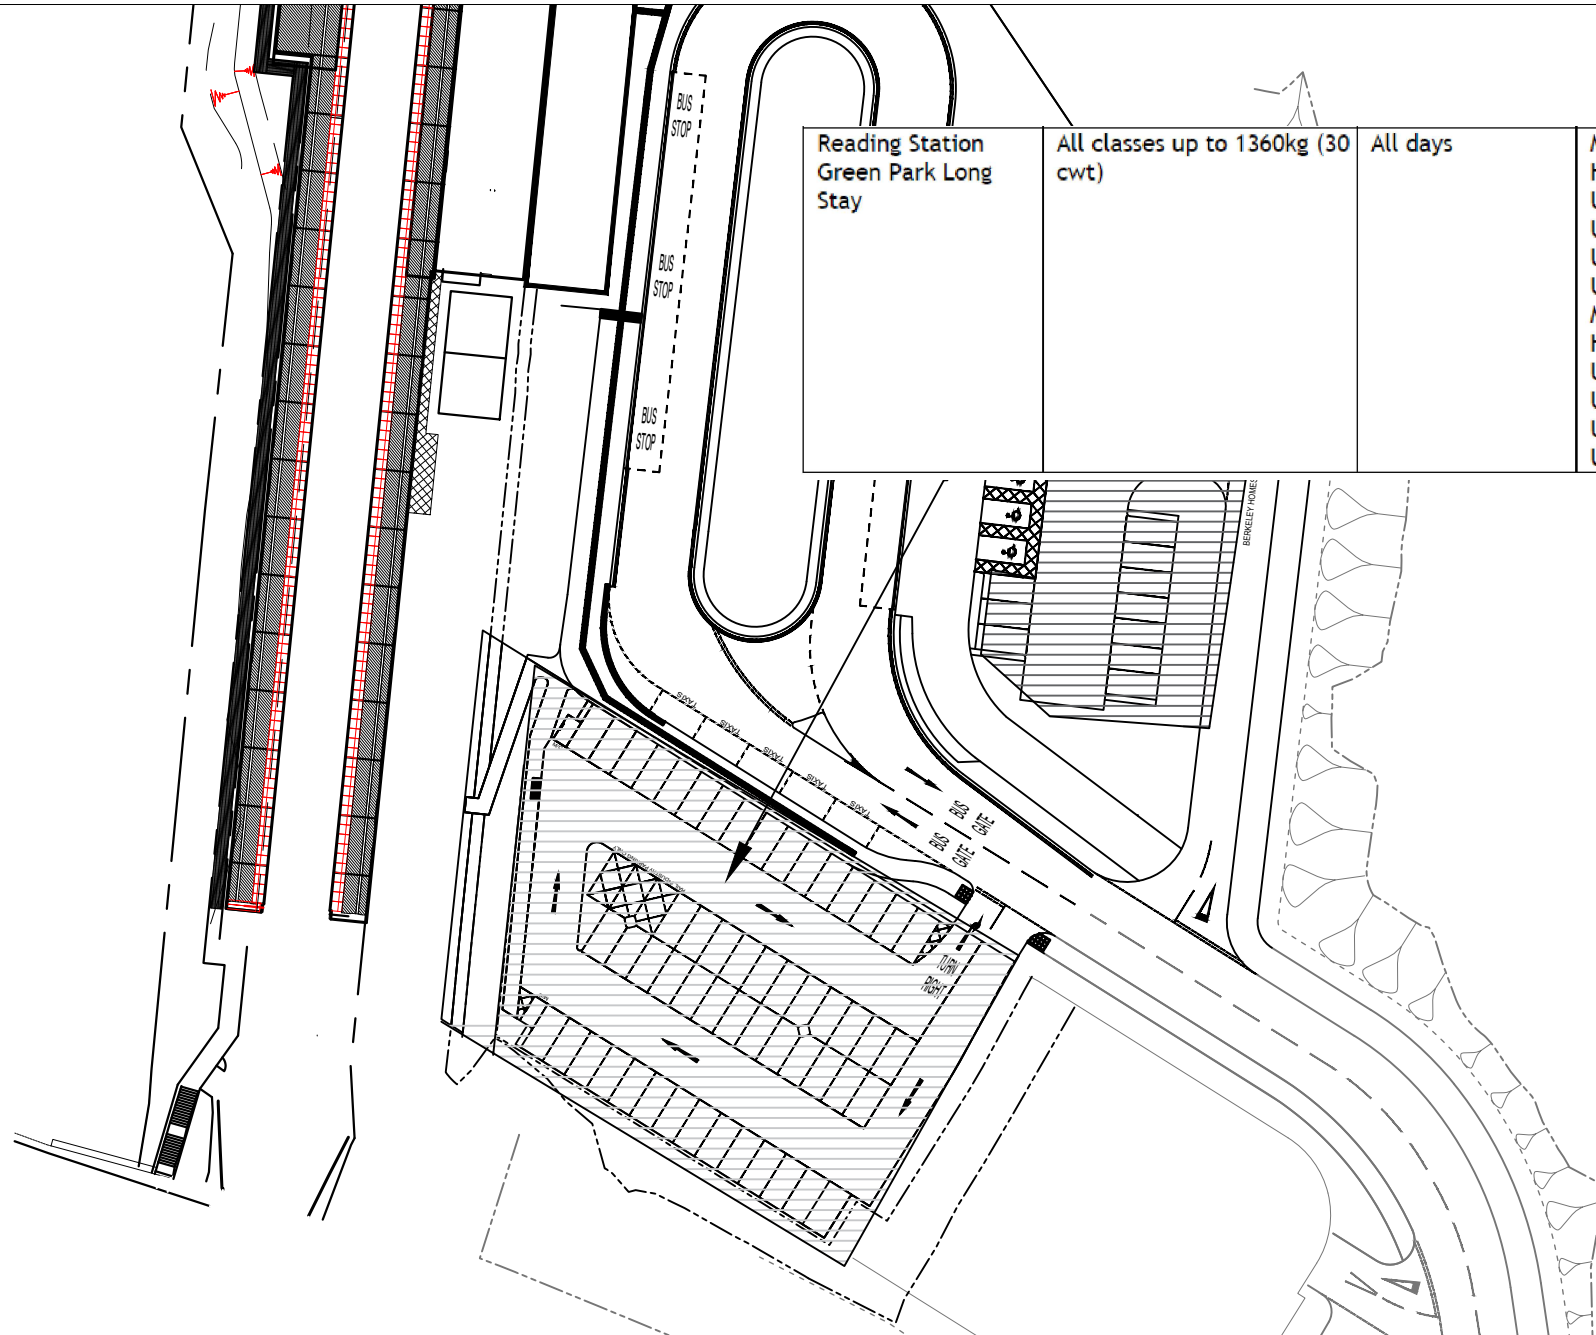 BUS
STOP
Reading Station
Green Park Long
Stay
All classes up to 1360kg (30
cwt)
All days
BUS
STOP
BUS
STOP
BERKELEY HOMES
TAXIS
TAXIS
TAXIS
TAXIS
TAXIS
BUS
GATE
BUS
GATE
TURN
RIGHT